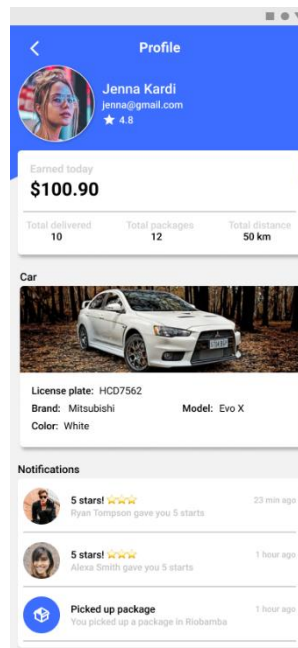 Profile
Jenna Kardi
jenna@gmail.com
4.8
Earned today
$100.90
Total delivered Total packages Total distance
10 12 50 km
Car
License plate: HCD7562
Brand: Mitsubishi Model: Evo X
Color: White
Notifications
5 stars! 23 min ago
Ryan Tompson gave you 5 starts
5 stars! 1 hour ago
Alexa Smith gave you 5 starts
Picked up package 1 hour ago
You picked up a package in Riobamba